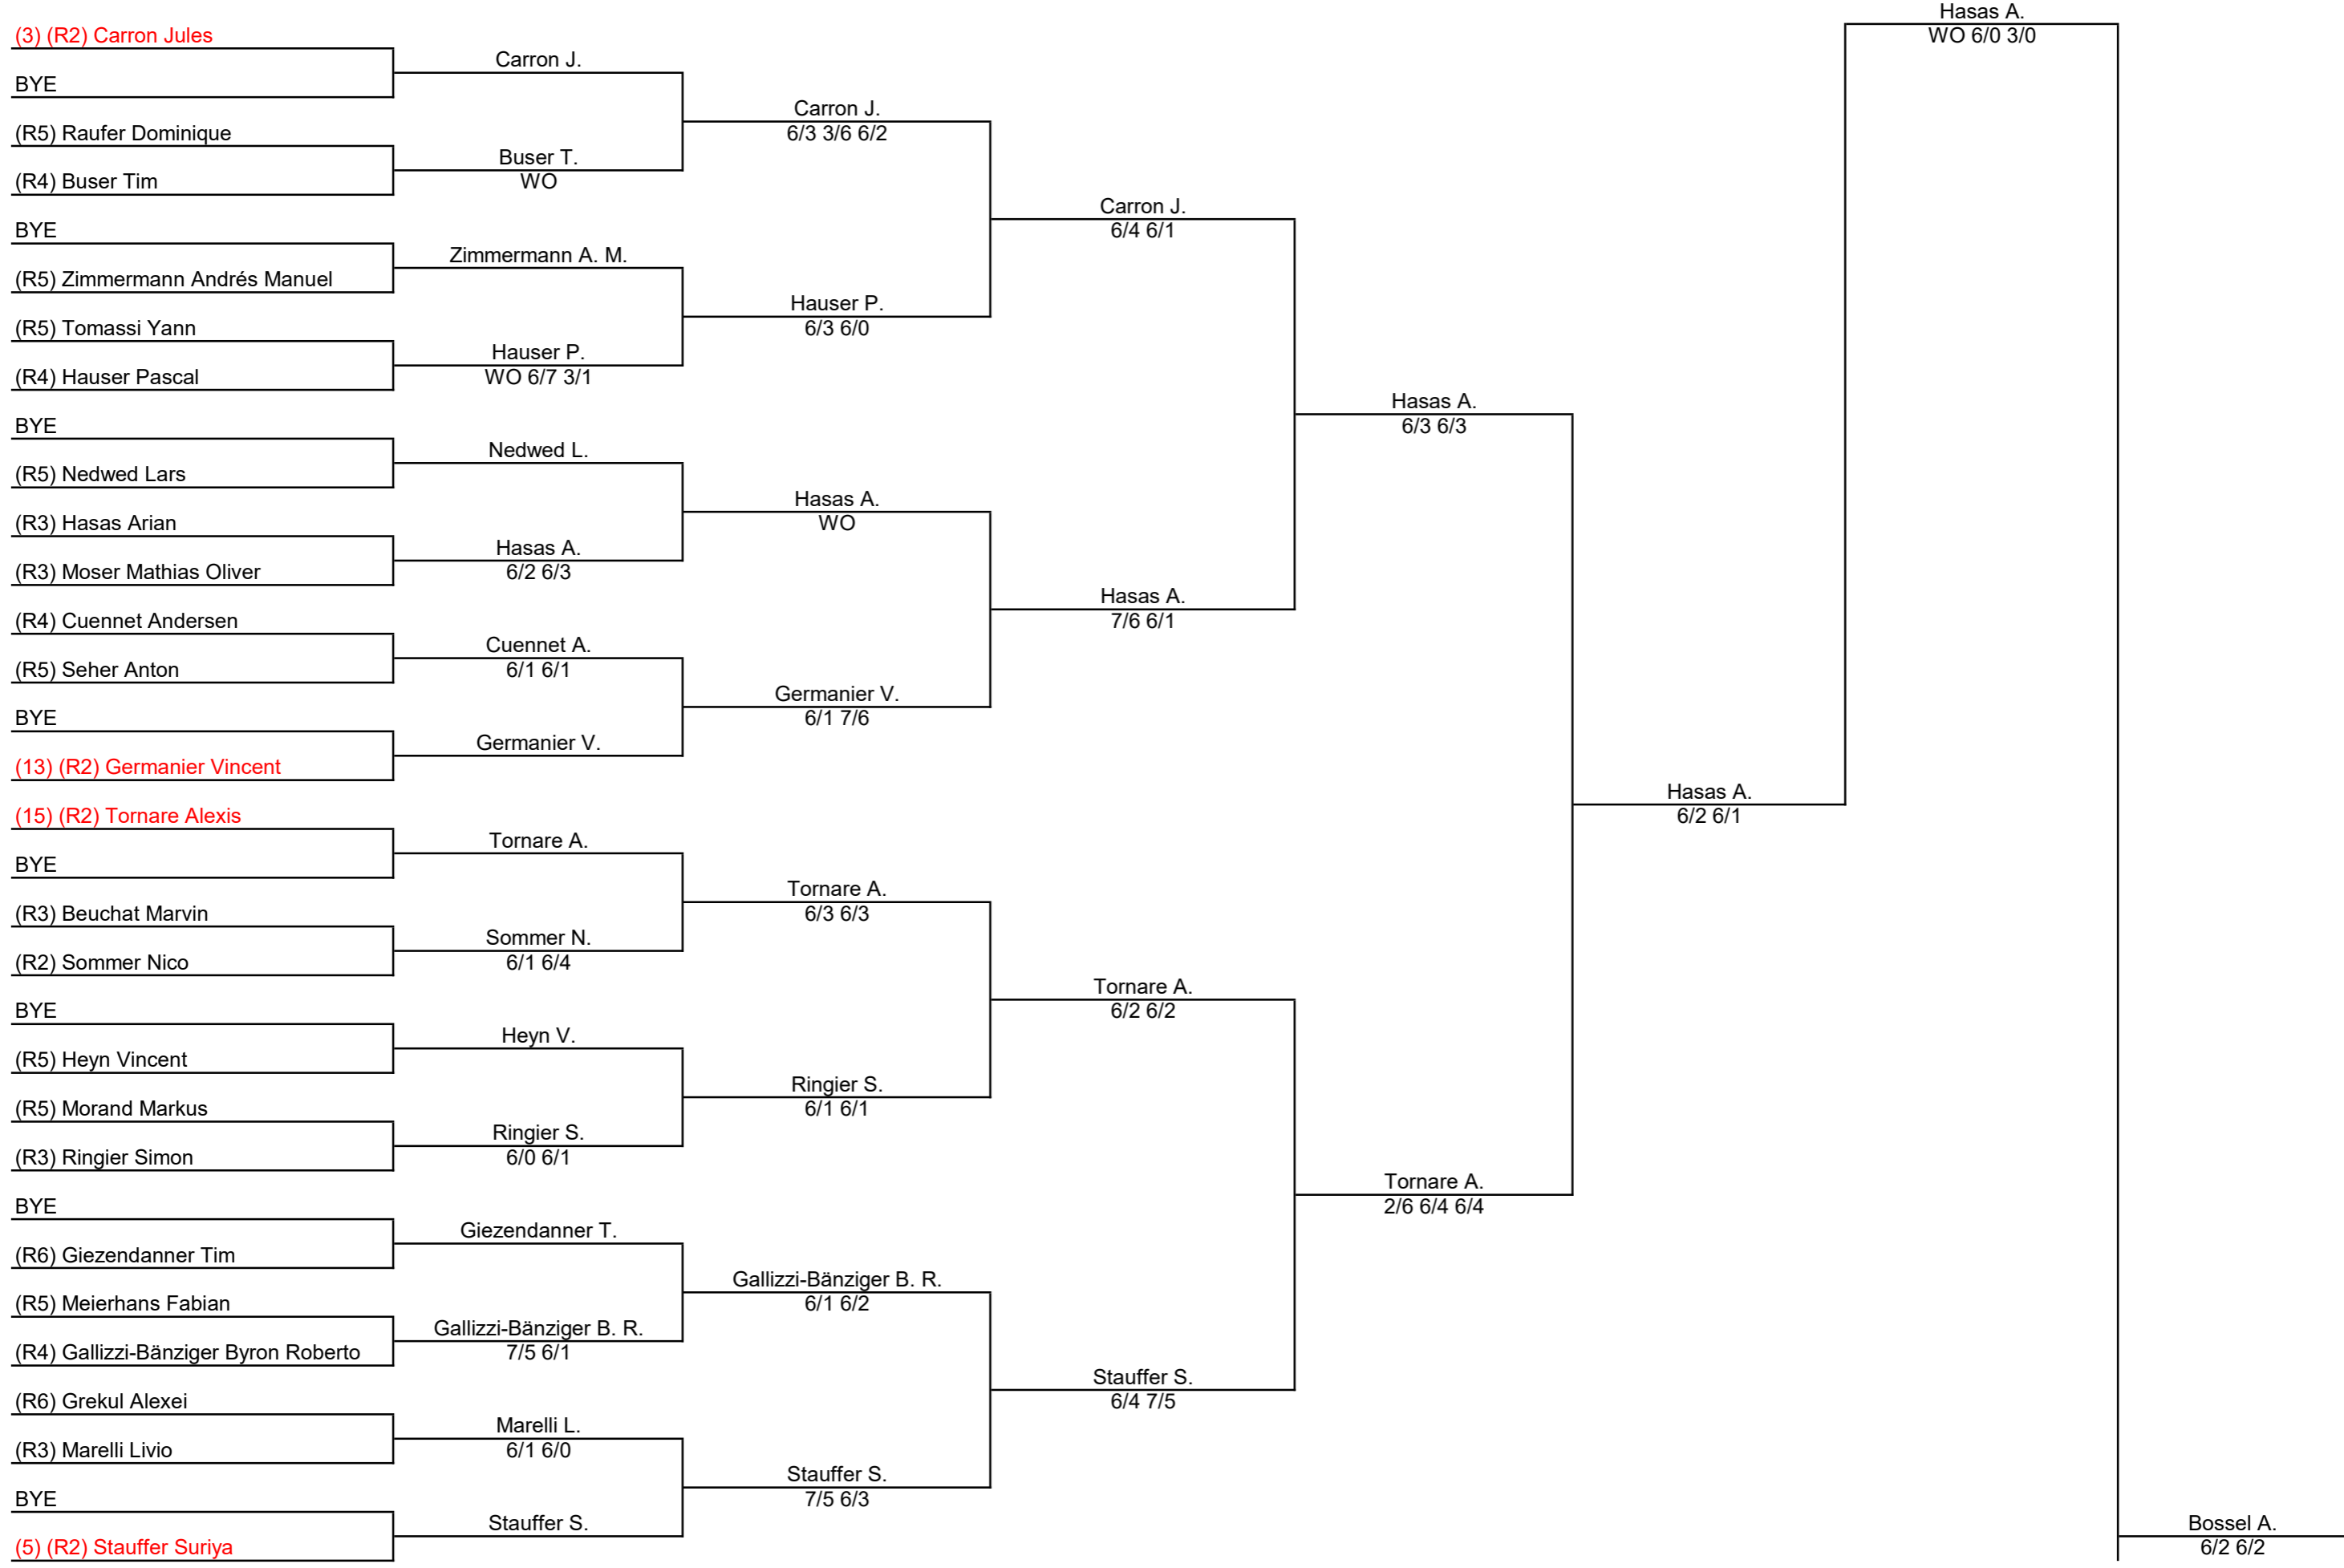 Hasas A.
WO 6/0 3/0
(3) (R2) Carron Jules
Carron J.
BYE
Carron J.
6/3 3/6 6/2
(R5) Raufer Dominique
Buser T.
WO
(R4) Buser Tim
Carron J.
6/4 6/1
BYE
Zimmermann A. M.
(R5) Zimmermann Andrés Manuel
Hauser P.
6/3 6/0
(R5) Tomassi Yann
Hauser P.
WO 6/7 3/1
(R4) Hauser Pascal
Hasas A.
6/3 6/3
BYE
Nedwed L.
(R5) Nedwed Lars
Hasas A.
WO
(R3) Hasas Arian
Hasas A.
6/2 6/3
(R3) Moser Mathias Oliver
Hasas A.
7/6 6/1
(R4) Cuennet Andersen
Cuennet A.
6/1 6/1
(R5) Seher Anton
Germanier V.
6/1 7/6
BYE
Germanier V.
(13) (R2) Germanier Vincent
Hasas A.
6/2 6/1
(15) (R2) Tornare Alexis
Tornare A.
BYE
Tornare A.
6/3 6/3
(R3) Beuchat Marvin
Sommer N.
6/1 6/4
(R2) Sommer Nico
Tornare A.
6/2 6/2
BYE
Heyn V.
(R5) Heyn Vincent
Ringier S.
6/1 6/1
(R5) Morand Markus
Ringier S.
6/0 6/1
(R3) Ringier Simon
Tornare A.
2/6 6/4 6/4
BYE
Giezendanner T.
(R6) Giezendanner Tim
Gallizzi-Bänziger B. R.
6/1 6/2
(R5) Meierhans Fabian
Gallizzi-Bänziger B. R.
7/5 6/1
(R4) Gallizzi-Bänziger Byron Roberto
Stauffer S.
6/4 7/5
(R6) Grekul Alexei
Marelli L.
6/1 6/0
(R3) Marelli Livio
Stauffer S.
7/5 6/3
BYE
Stauffer S.
(5) (R2) Stauffer Suriya
Bossel A.
6/2 6/2